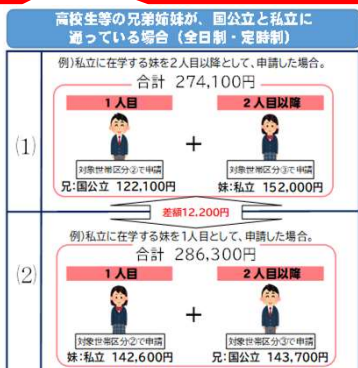 高校生等の兄弟姉妹が、国公立と私立に
通っている場合（全日制・定時制）
(1)
例)私立に在学する妹を2人目以降として、申請した場合。
合計 274,100円
1人目
2人目以降
+
対象世帯区分②で申請
対象世帯区分③で申請
兄:国公立 122,100円
妹:私立 152,000円
差額12,200円
(2)
例)私立に在学する妹を1人目として、申請した場合。
合計 286,300円
1人目
2人目以降
+
対象世帯区分②で申請
対象世帯区分③で申請
妹:私立 142,600円
兄:国公立 143,700円